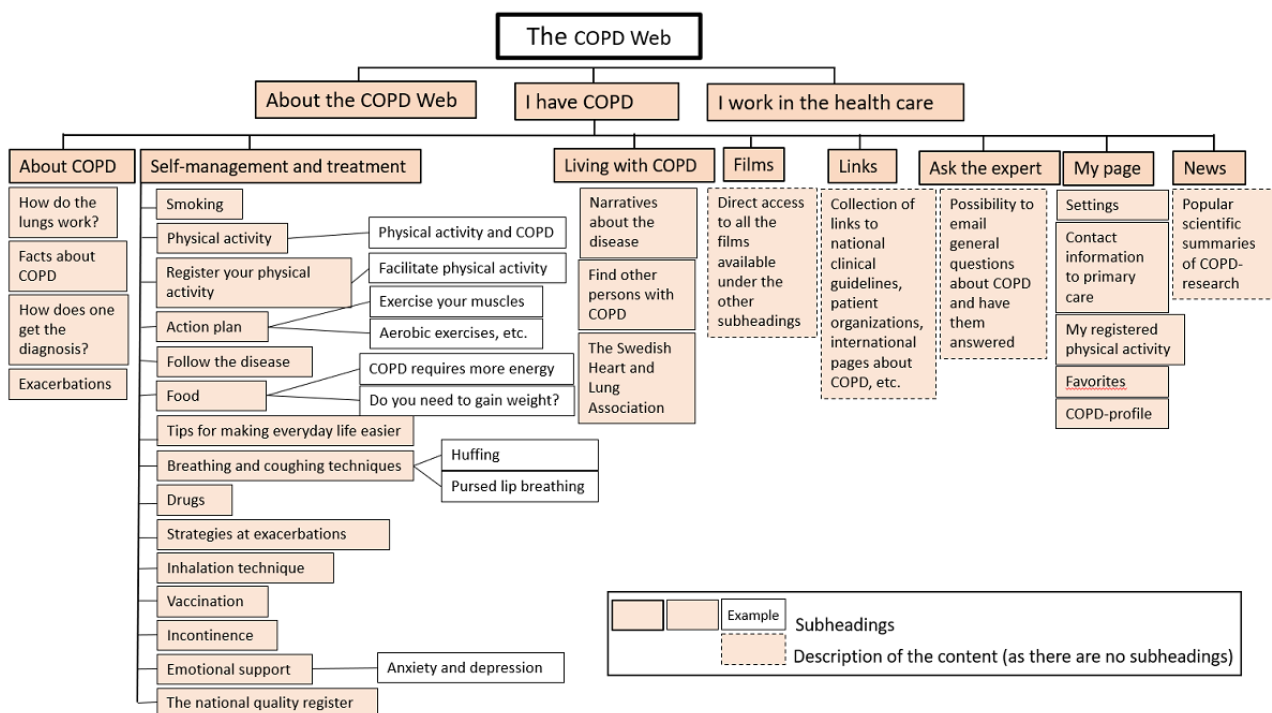 The COPD Web
About the COPD Web
I have COPD
I work in the health care
About COPD
How do the
lungs work?
Facts about
COPD
How does one
get the
diagnosis?
Exacerbations
Self-management and treatment
Smoking
Physical activity
Physical activity and COPD
Register your physical
activity
Facilitate physical activity
Action plan
Exercise your muscles
Aerobic exercises, etc.
Follow the disease
Food
COPD requires more energy
Do you need to gain weight?
Tips for making everyday life easier
Breathing and coughing techniques
Huffing
Pursed lip breathing
Drugs
Strategies at exacerbations
Inhalation technique
Vaccination
Incontinence
Emotional support
Anxiety and depression
The national quality register
Living with COPD
Narratives
about the
disease
Find other
persons with
COPD
The Swedish
Heart and
Lung
Association
Films
Direct access
to all the
films
available
under the
other
subheadings
Links
Collection of
links to
national
clinical
guidelines,
patient
organizations,
international
pages about
COPD, etc.
Ask the expert
Possibility to
email
general
questions
about COPD
and have
them
answered
My page
Settings
Contact
information
to primary
care
My registered
physical activity
Favorites
COPD-profile
News
Popular
scientific
summaries
of COPD-
research
Example
Subheadings
Description of the content (as there are no subheadings)